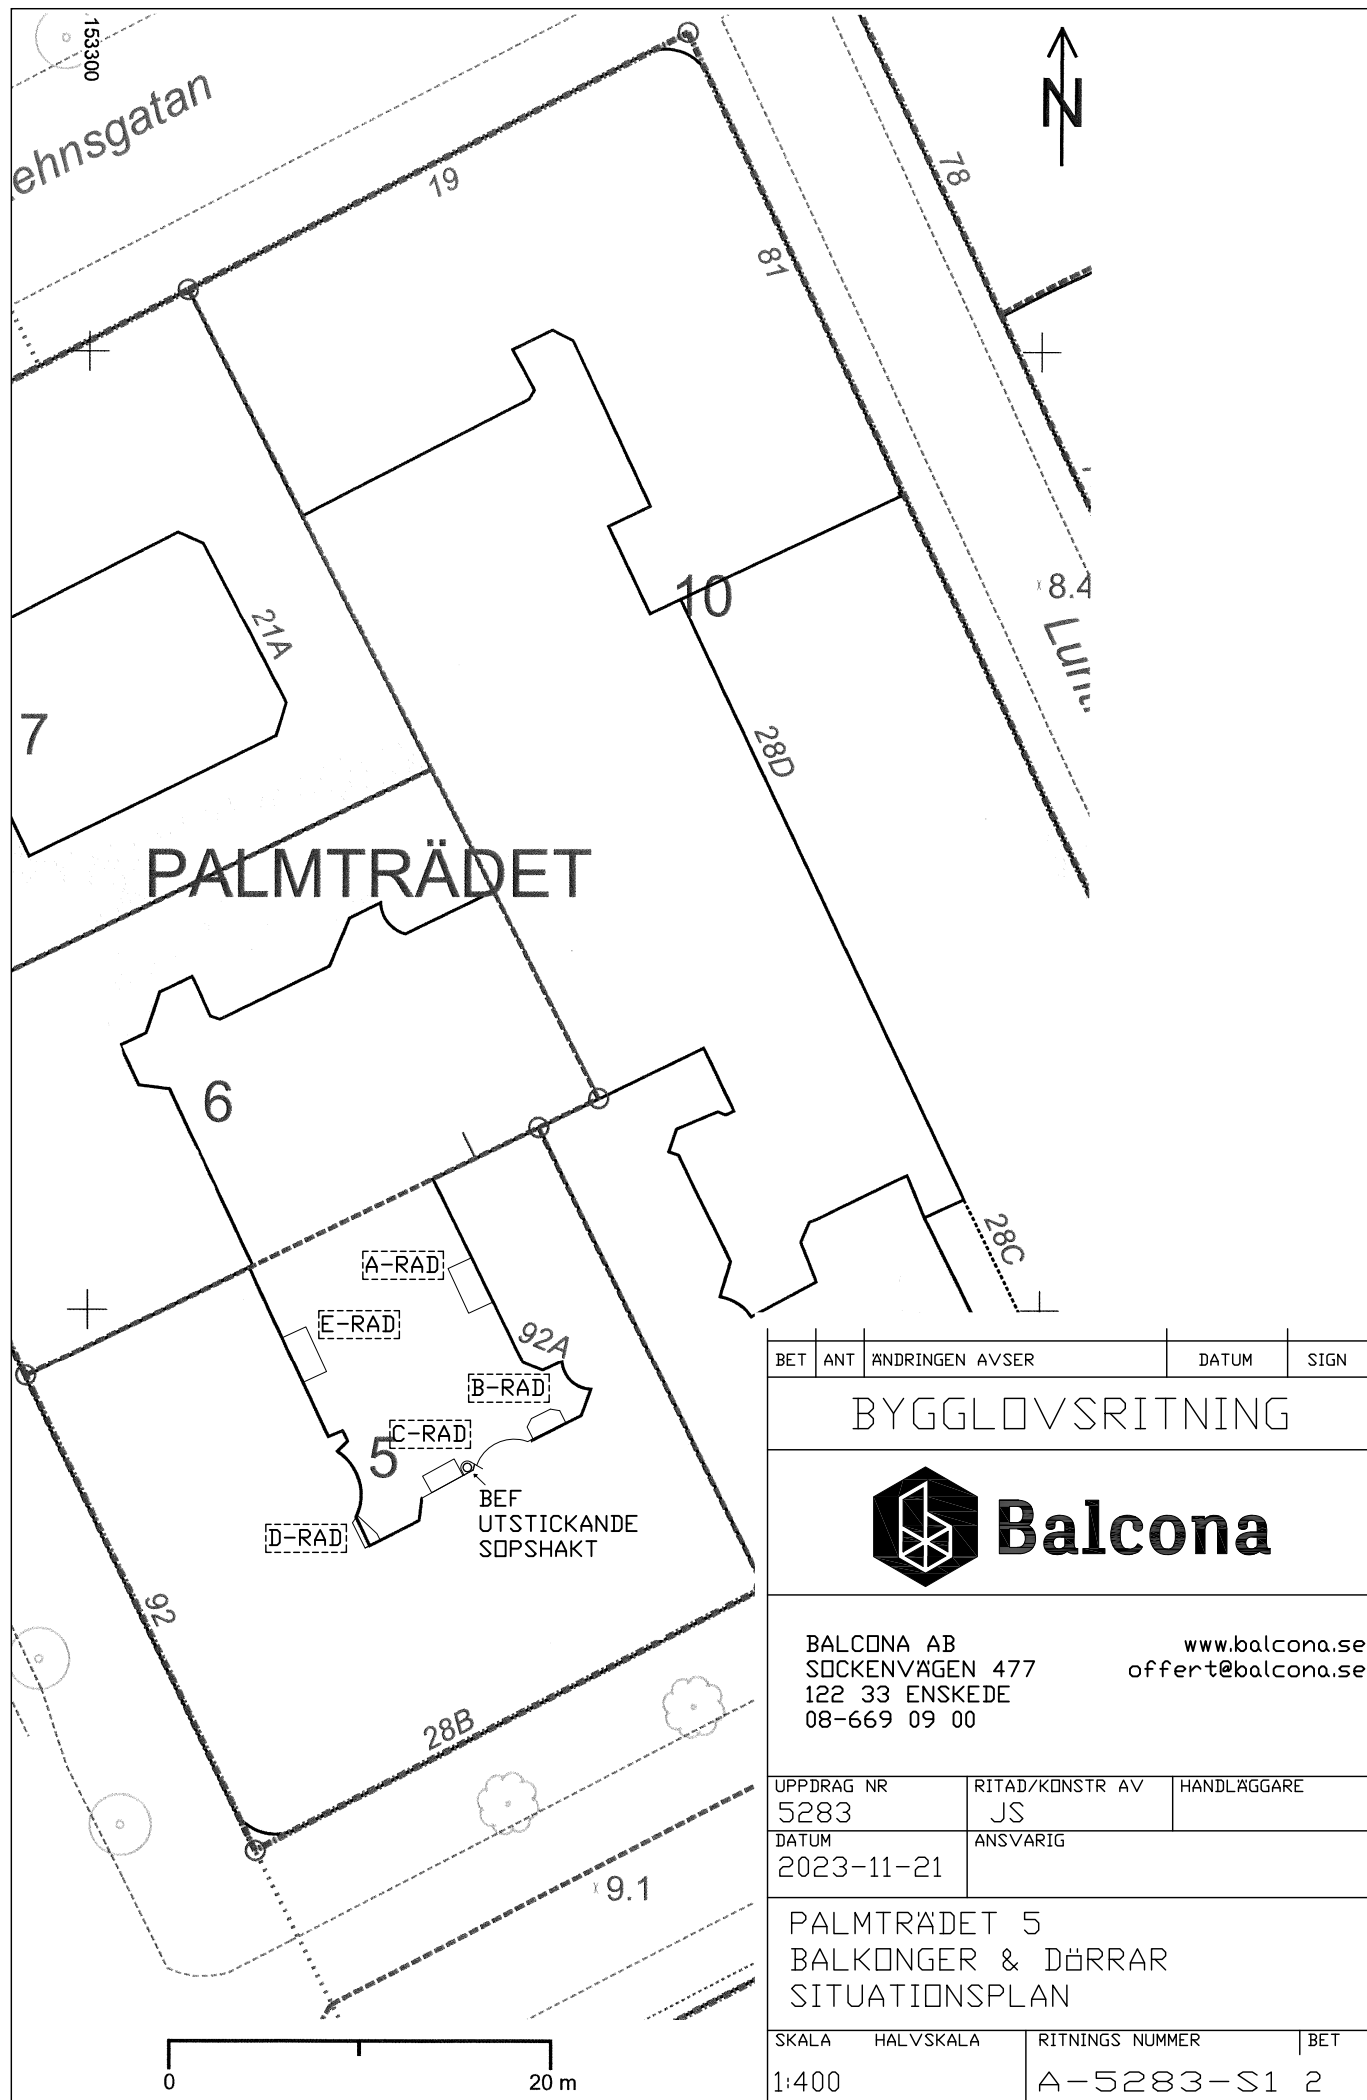 153300
ehnsgatan
N
19
78
81
10
8.4
21A
7
28D
PALMTRÄDET
6
28C
A-RAD
E-RAD
92A
B-RAD
C-RAD
5
BEF
UTSTICKANDE
SOPSHAKT
D-RAD
92
28B
9.1
0
20 m
BET ANT ÄNDRINGEN AVSER DATUM SIGN
BYGGLOVSRITNING
Balcona
BALCONA AB
SOCKENVÄGEN 477
122 33 ENSKEDE
08-669 09 00
www.balcona.se
offert@balcona.se
UPPDRAG NR RITAD/KONSTR AV HANDLÄGGARE
5283 JS
DATUM ANSVARIG
2023-11-21
PALMTRÄDET 5
BALKONGER & DÖRRAR
SITUATIONSPLAN
SKALA HALVSKALA RITNINGS NUMMER BET
1:400 A-5283-S1 2